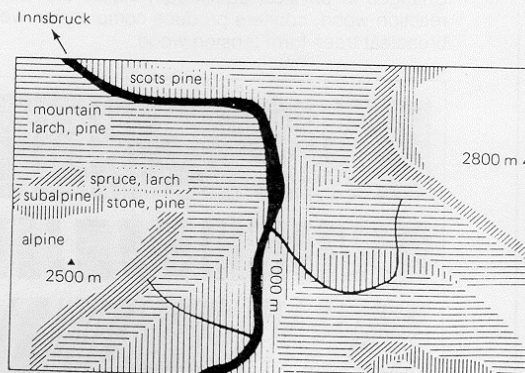 Innsbruck
scots pine
mountain
larch, pine
2800 m
spruce, larch
subalpine
stone, pine
alpine
2500 m
1000 m